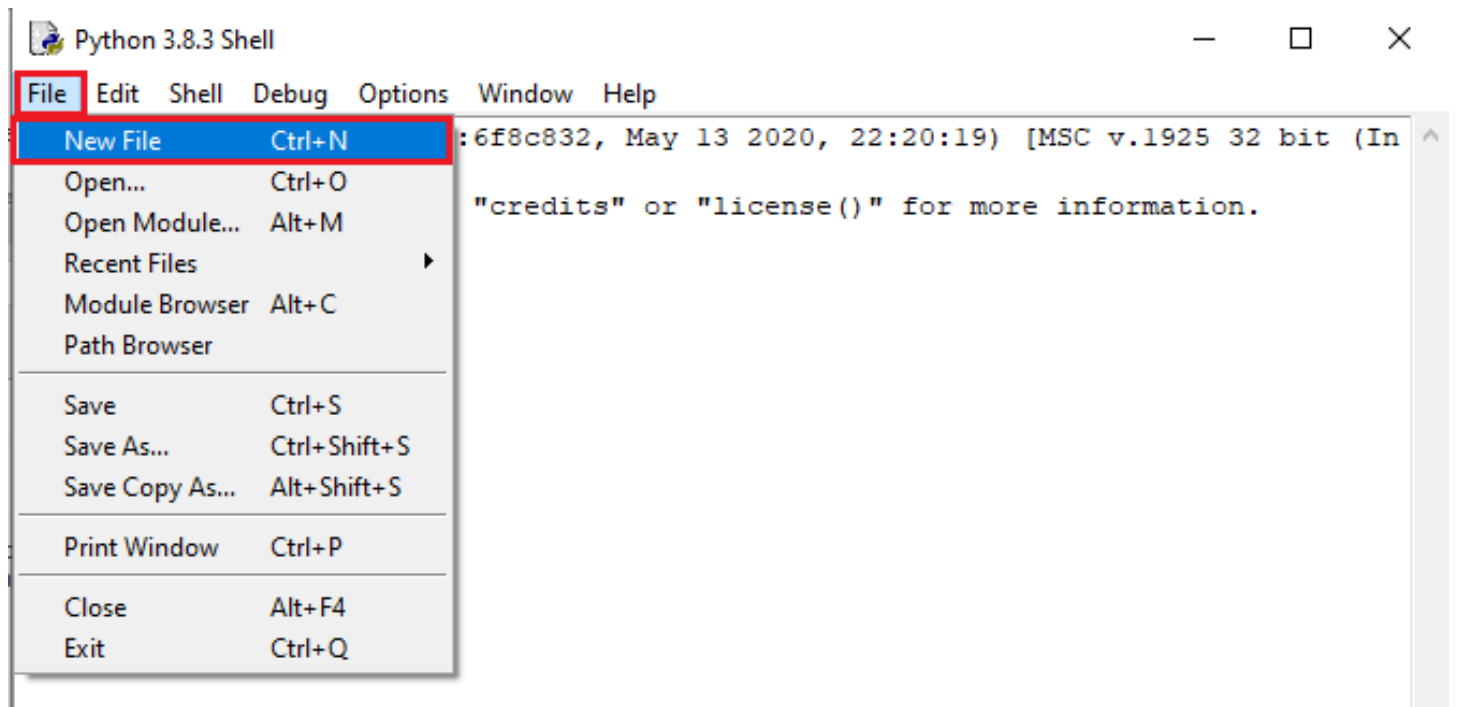 Python 3.8.3 Shell
File Edit Shell Debug Options Window Help
New File Ctrl+N
:6f8c832, May 13 2020, 22:20:19) [MSC v.1925 32 bit (In
Open... Ctrl+O
"credits" or "license()" for more information.
Open Module... Alt+M
Recent Files
Module Browser Alt+C
Path Browser
Save Ctrl+S
Save As... Ctrl+Shift+S
Save Copy As... Alt+Shift+S
Print Window Ctrl+P
Close Alt+F4
Exit Ctrl+Q